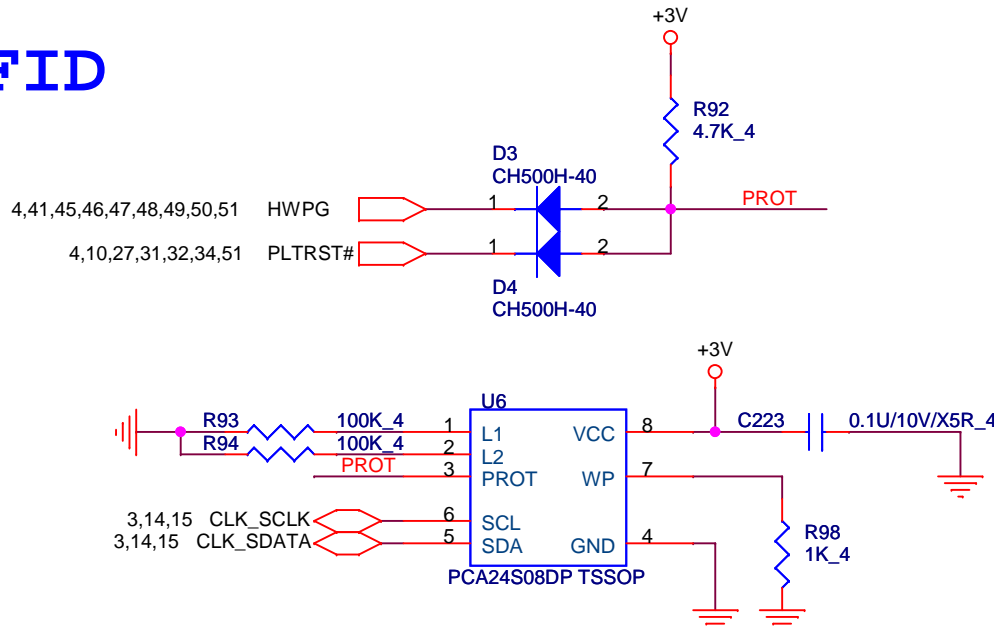 FID
+3V
R92
4.7K_4
D3
CH500H-40
4,41,45,46,47,48,49,50,51 HWPG 1 2 PROT
4,10,27,31,32,34,51 PLTRST# 1 2
D4
CH500H-40
+3V
U6
R93 100K_4 1 L1 VCC 8 C223 0.1U/10V/X5R_4
R94 100K_4 2 L2
PROT 3 PROT WP 7
3,14,15 CLK_SCLK 6 SCL
3,14,15 CLK_SDATA 5 SDA GND 4
R98
1K_4
PCA24S08DP TSSOP